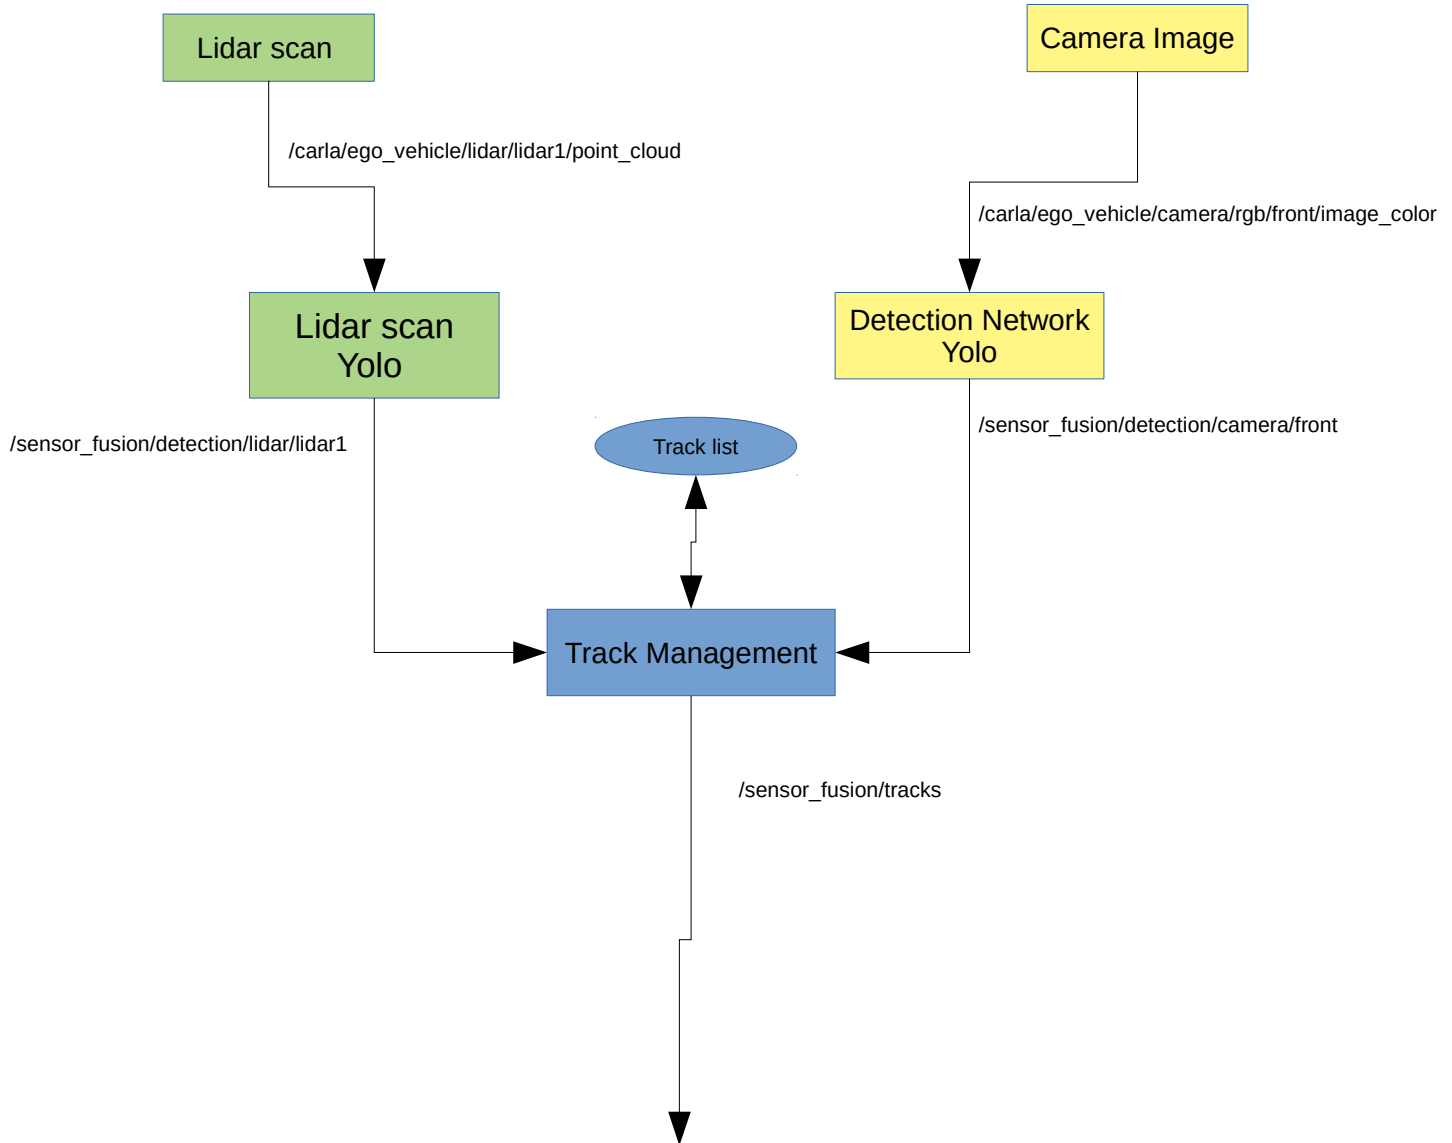 Lidar scan
Camera Image
/carla/ego_vehicle/lidar/lidar1/point_cloud
/carla/ego_vehicle/camera/rgb/front/image_color
Lidar scan
Yolo
Detection Network
Yolo
/sensor_fusion/detection/lidar/lidar1
Track list
/sensor_fusion/detection/camera/front
Track Management
/sensor_fusion/tracks